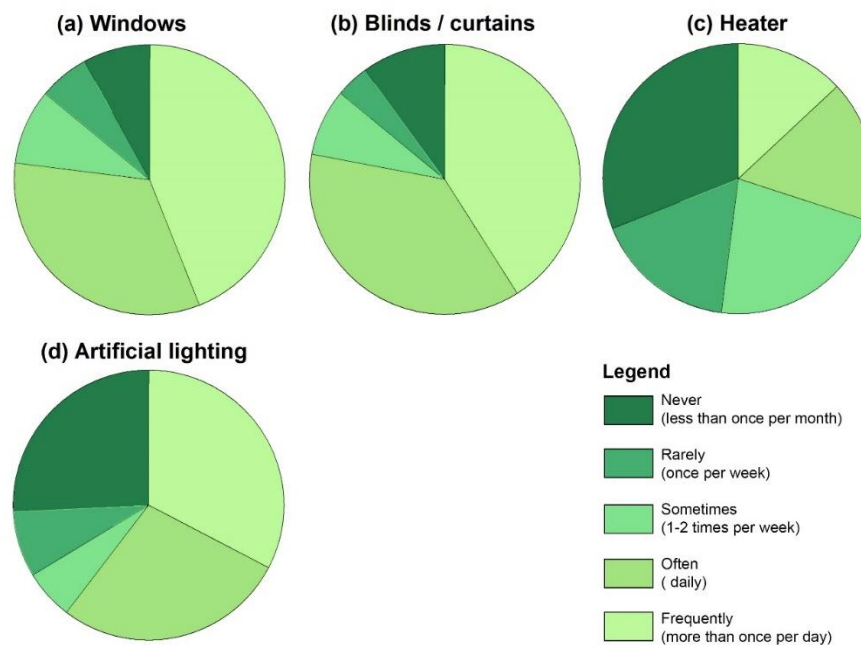 (a) Windows
(b) Blinds / curtains
(c) Heater
(d) Artificial lighting
Legend
Never
(less than once per month)
Rarely
(once per week)
Sometimes
(1-2 times per week)
Often
( daily)
Frequently
(more than once per day)